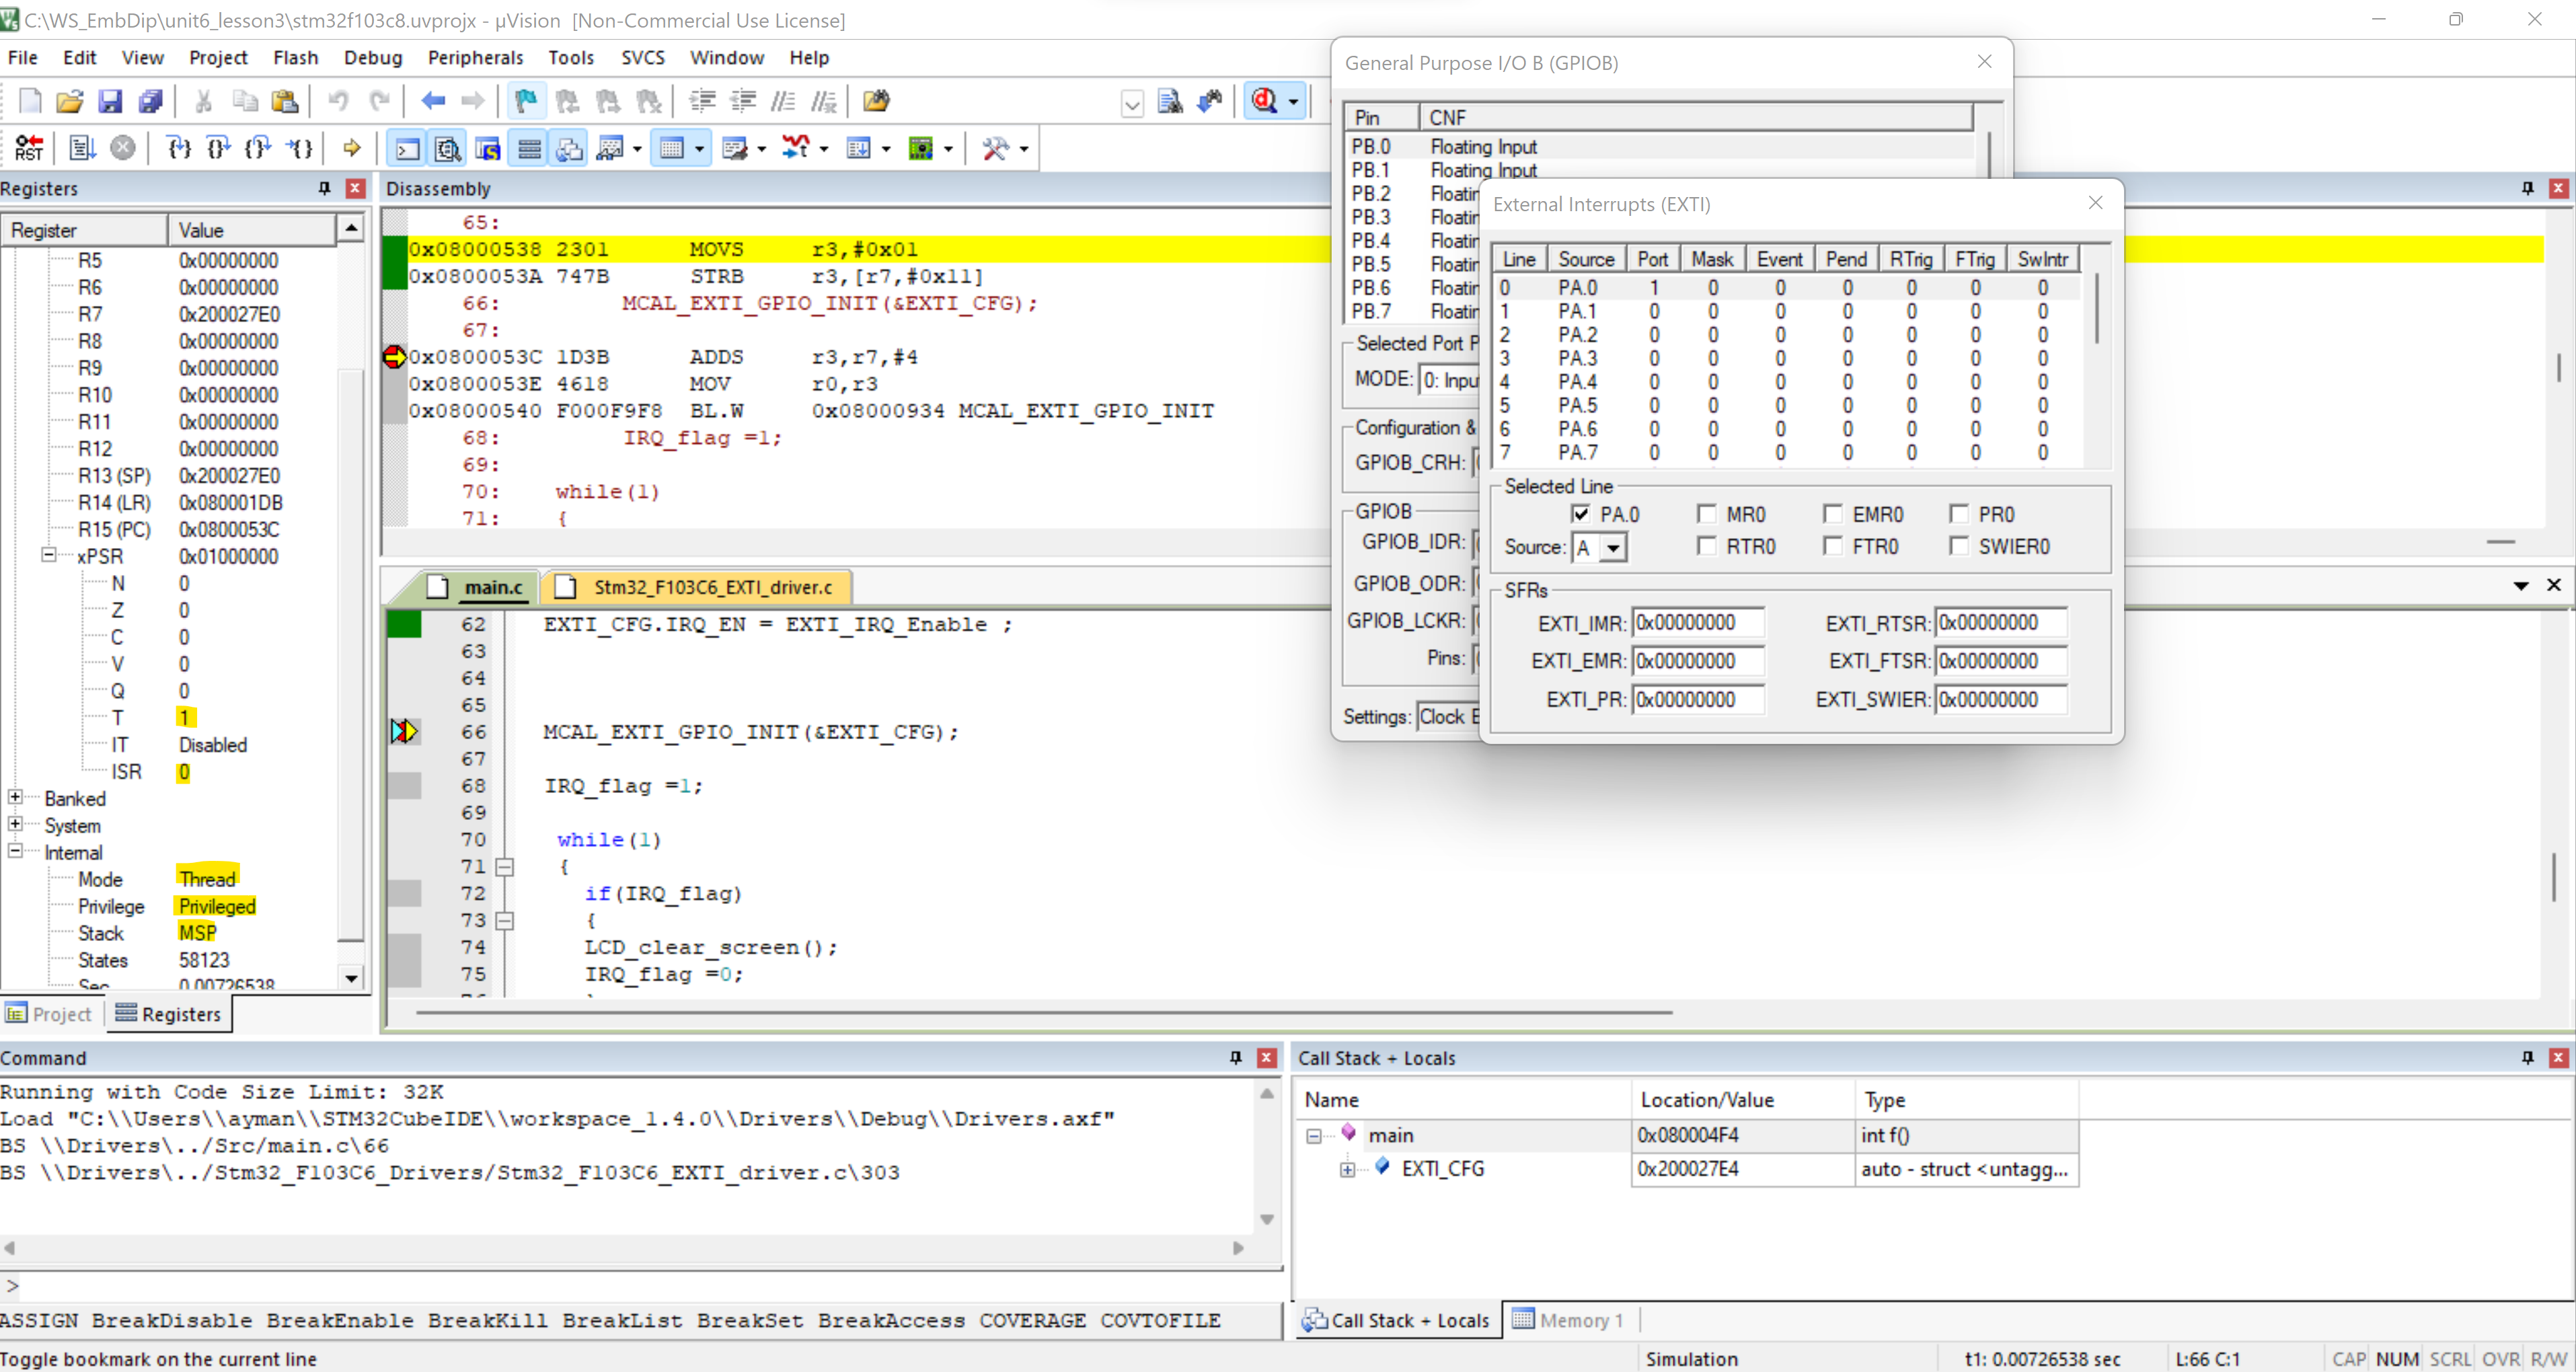 C:\WS_EmbDip\unit6_lesson3\stm32f103c8.uvprojx - µVision  [Non-Commercial Use License]
File Edit View Project Flash Debug Peripherals Tools SVCS Window Help
RST
Registers
Register Value
R5 0x00000000
R6 0x00000000
R7 0x200027E0
R8 0x00000000
R9 0x00000000
R10 0x00000000
R11 0x00000000
R12 0x00000000
R13 (SP) 0x200027E0
R14 (LR) 0x080001DB
R15 (PC) 0x0800053C
xPSR 0x01000000
N 0
Z 0
C 0
V 0
Q 0
T 1
IT Disabled
ISR 0
Banked
System
Internal
Mode Thread
Privilege Privileged
Stack MSP
States 58123
Sec 0.00726538
Project Registers
Disassembly
65:
0x08000538 2301 MOVS r3,#0x01
0x0800053A 747B STRB r3,[r7,#0x11]
66: MCAL_EXTI_GPIO_INIT(&EXTI_CFG);
67:
0x0800053C 1D3B ADDS r3,r7,#4
0x0800053E 4618 MOV r0,r3
0x08000540 F000F9F8 BL.W 0x08000934 MCAL_EXTI_GPIO_INIT
68: IRQ_flag =1;
69:
70: while(1)
71: {
main.c Stm32_F103C6_EXTI_driver.c
62 EXTI_CFG.IRQ_EN = EXTI_IRQ_Enable ;
63
64
65
66 MCAL_EXTI_GPIO_INIT(&EXTI_CFG);
67
68 IRQ_flag =1;
69
70 while(1)
71 {
72 if(IRQ_flag)
73 {
74 LCD_clear_screen();
75 IRQ_flag =0;
General Purpose I/O B (GPIOB)
Pin CNF
PB.0 Floating Input
PB.1 Floating Input
PB.2 Floatin
PB.3 Floatin
PB.4 Floatin
PB.5 Floatin
PB.6 Floatin
PB.7 Floatin
Selected Port P
MODE: 0: Inpu
Configuration &
GPIOB_CRH:
GPIOB
GPIOB_IDR:
GPIOB_ODR:
GPIOB_LCKR:
Pins:
Settings: Clock E
External Interrupts (EXTI)
Line Source Port Mask Event Pend RTrig FTrig SwIntr
0 PA.0 1 0 0 0 0 0 0
1 PA.1 0 0 0 0 0 0 0
2 PA.2 0 0 0 0 0 0 0
3 PA.3 0 0 0 0 0 0 0
4 PA.4 0 0 0 0 0 0 0
5 PA.5 0 0 0 0 0 0 0
6 PA.6 0 0 0 0 0 0 0
7 PA.7 0 0 0 0 0 0 0
Selected Line
PA.0 MR0 EMR0 PR0
Source: A RTR0 FTR0 SWIER0
SFRs
EXTI_IMR: 0x00000000 EXTI_RTSR: 0x00000000
EXTI_EMR: 0x00000000 EXTI_FTSR: 0x00000000
EXTI_PR: 0x00000000 EXTI_SWIER: 0x00000000
Command
Running with Code Size Limit: 32K
Load "C:\\Users\\ayman\\STM32CubeIDE\\workspace_1.4.0\\Drivers\\Debug\\Drivers.axf"
BS \\Drivers\../Src/main.c\66
BS \\Drivers\../Stm32_F103C6_Drivers/Stm32_F103C6_EXTI_driver.c\303
>
ASSIGN BreakDisable BreakEnable BreakKill BreakList BreakSet BreakAccess COVERAGE COVTOFILE
Call Stack + Locals
Name Location/Value Type
main 0x080004F4 int f()
EXTI_CFG 0x200027E4 auto - struct <untagg...
Call Stack + Locals Memory 1
Toggle bookmark on the current line
Simulation t1: 0.00726538 sec L:66 C:1 CAP NUM SCRL OVR R/W